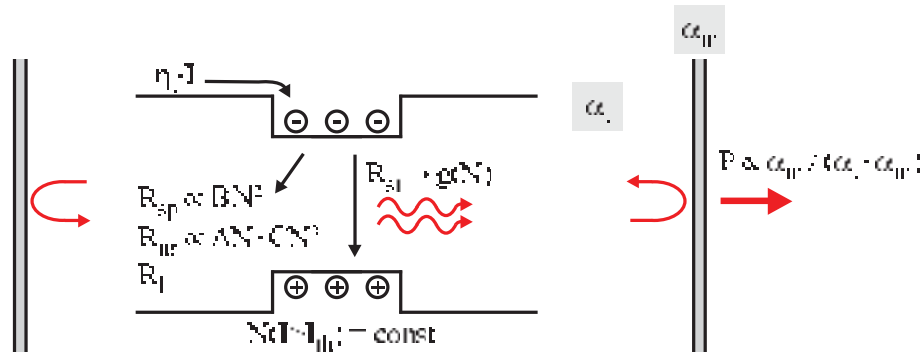 α_m
η_i I
α_i
R_st · g(N)
P ∝ α_m / (α_i + α_m)
R_sp ∝ BN²
R_nr ∝ AN + CN³
R_l
N(I>I_th) = const